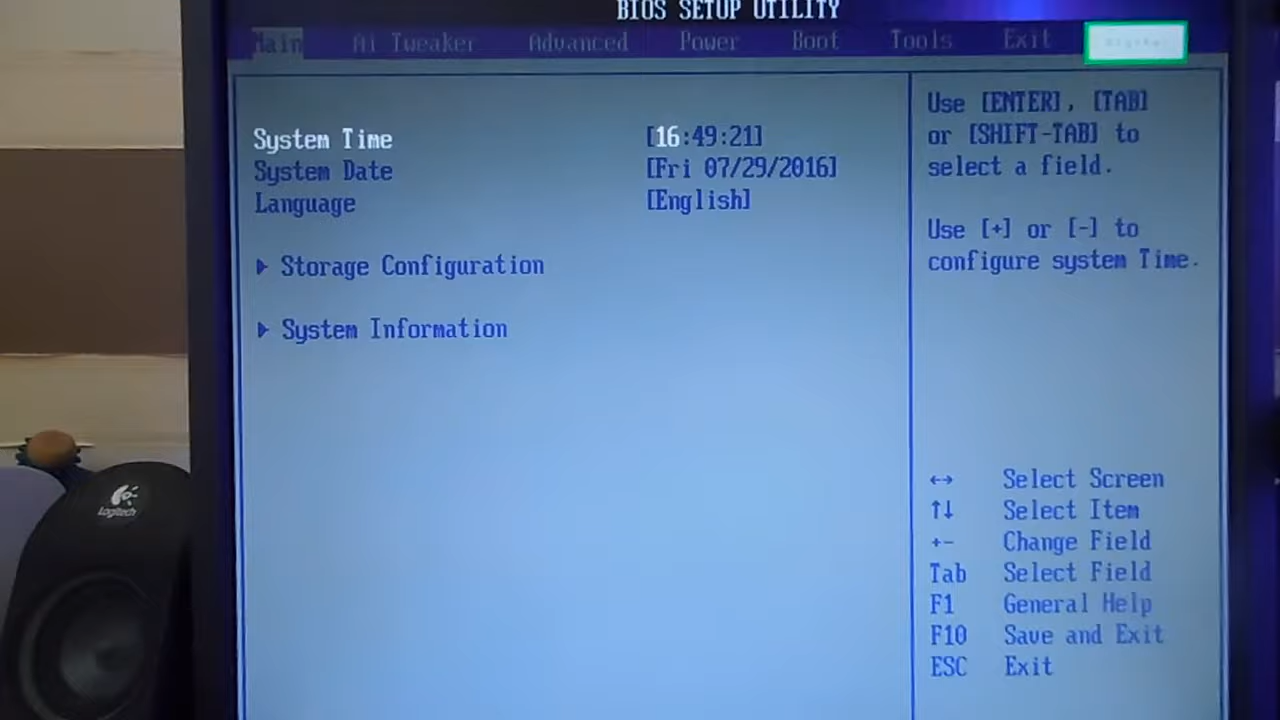 BIOS SETUP UTILITY
Main Ai Tweaker Advanced Power Boot Tools Exit
System Time [16:49:21]
System Date [Fri 07/29/2016]
Language [English]
Storage Configuration
System Information
Use [ENTER], [TAB]
or [SHIFT-TAB] to
select a field.
Use [+] or [-] to
configure system Time.
↔ Select Screen
↑↓ Select Item
+- Change Field
Tab Select Field
F1 General Help
F10 Save and Exit
ESC Exit
Logitech